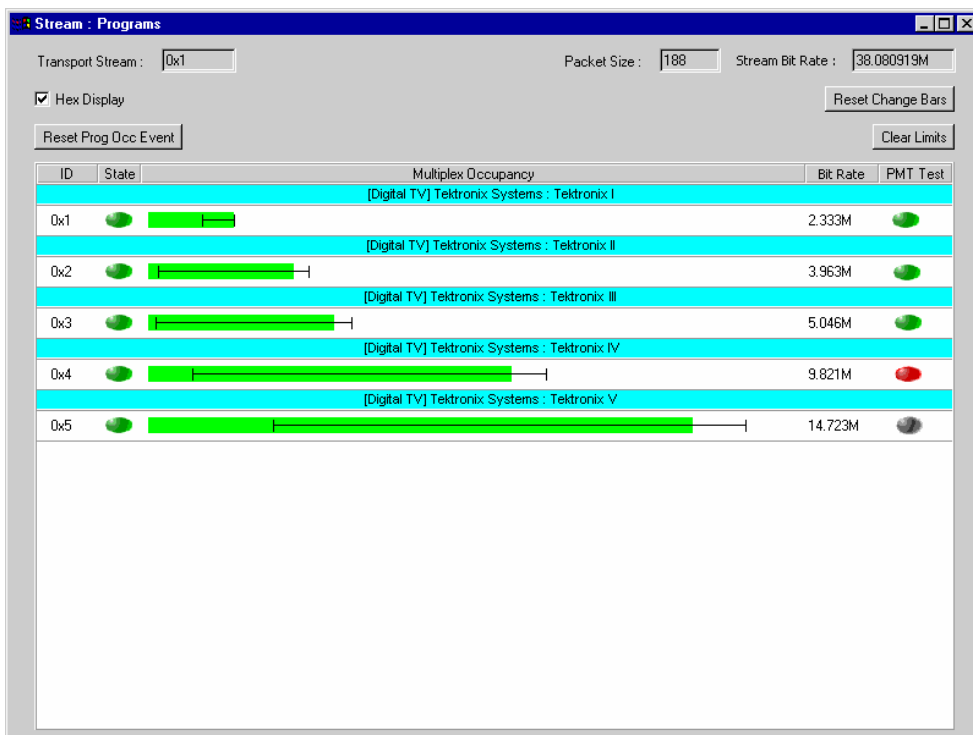 Stream : Programs
Transport Stream : 0x1 Packet Size : 188 Stream Bit Rate : 38.080919M
Hex Display Reset Change Bars
Reset Prog Occ Event Clear Limits
ID State Multiplex Occupancy Bit Rate PMT Test
[Digital TV] Tektronix Systems : Tektronix I
0x1 2.333M
[Digital TV] Tektronix Systems : Tektronix II
0x2 3.963M
[Digital TV] Tektronix Systems : Tektronix III
0x3 5.046M
[Digital TV] Tektronix Systems : Tektronix IV
0x4 9.821M
[Digital TV] Tektronix Systems : Tektronix V
0x5 14.723M